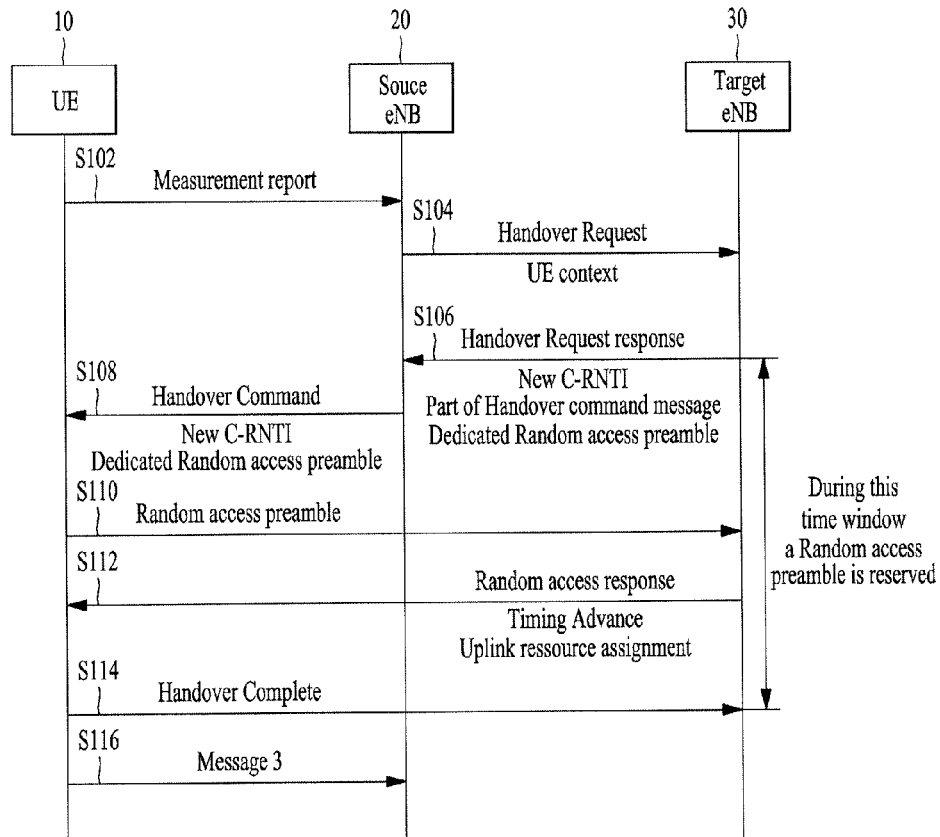 10
20
30
UE
Souce
eNB
Target
eNB
S102
Measurement report
S104
Handover Request
UE context
S106
Handover Request response
New C-RNTI
Part of Handover command message
Dedicated Random access preamble
S108
Handover Command
New C-RNTI
Dedicated Random access preamble
S110
Random access preamble
During this
time window
a Random access
preamble is reserved
S112
Random access response
Timing Advance
Uplink ressource assignment
S114
Handover Complete
S116
Message 3